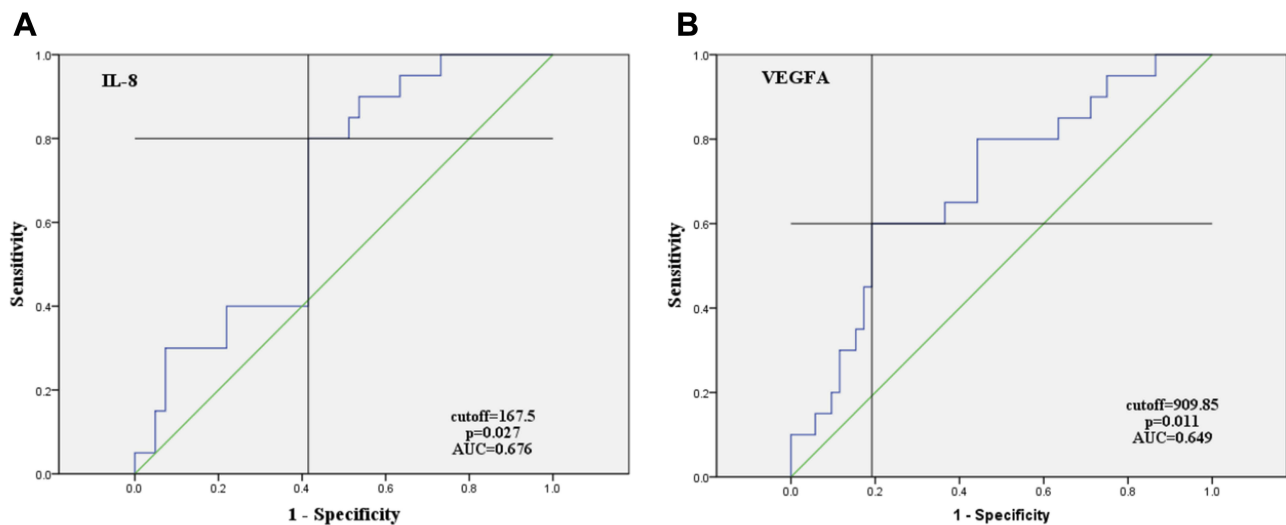 A
IL-8
Sensitivity
1.0
0.8
0.6
0.4
0.2
0.0
cutoff=167.5
p=0.027
AUC=0.676
0.0 0.2 0.4 0.6 0.8 1.0
1 - Specificity
B
VEGFA
Sensitivity
1.0
0.8
0.6
0.4
0.2
0.0
cutoff=909.85
p=0.011
AUC=0.649
0.0 0.2 0.4 0.6 0.8 1.0
1 - Specificity